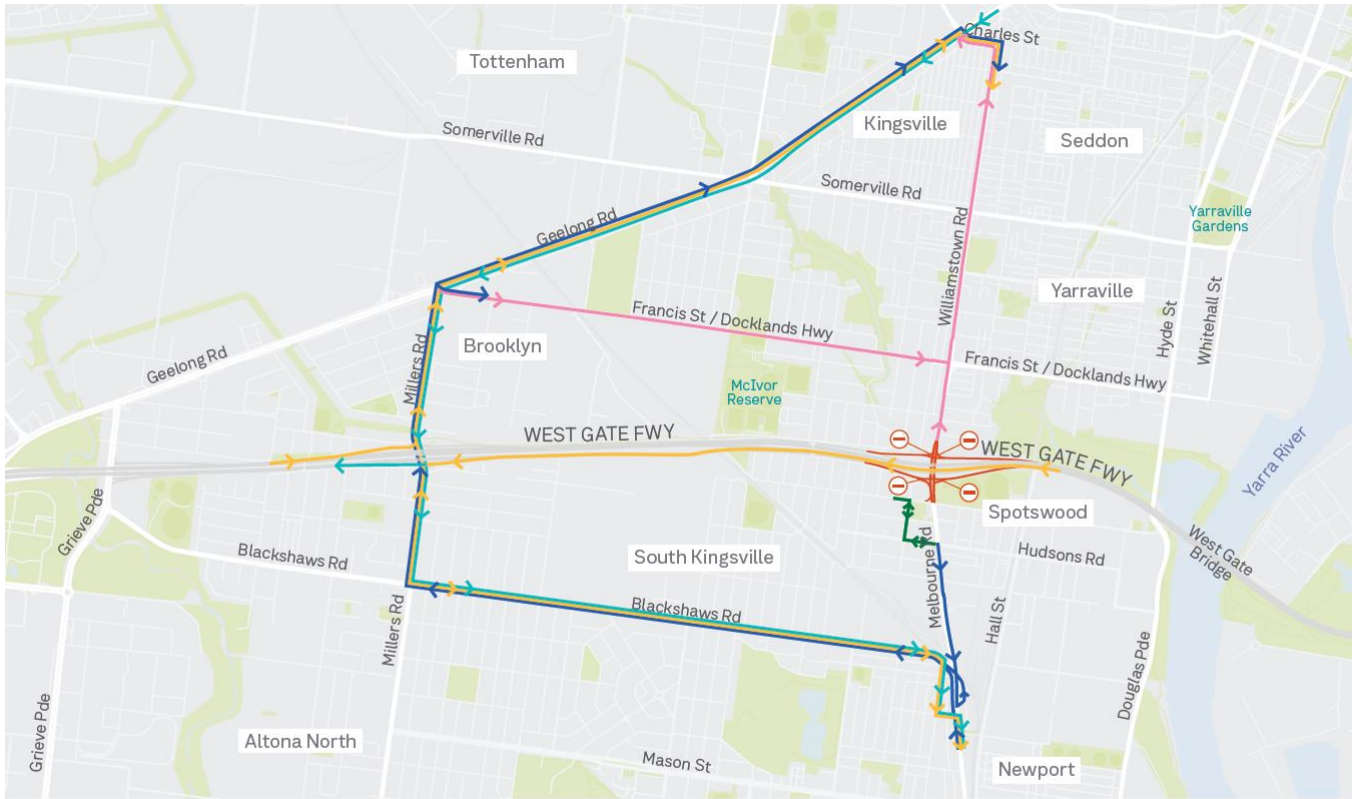 Charles St
Tottenham
Kingsville
Seddon
Somerville Rd
Somerville Rd
Yarraville
Gardens
Geelong Rd
Williamstown Rd
Yarraville
Hyde St
Whitehall St
Francis St / Docklands Hwy
Brooklyn
Geelong Rd
Millers Rd
Francis St / Docklands Hwy
McIvor
Reserve
WEST GATE FWY
WEST GATE FWY
Yarra River
Grieve Pde
Spotswood
West Gate
Bridge
Blackshaws Rd
South Kingsville
Melbourne Rd
Hudsons Rd
Hall St
Blackshaws Rd
Millers Rd
Douglas Pde
Grieve Pde
Altona North
Mason St
Newport